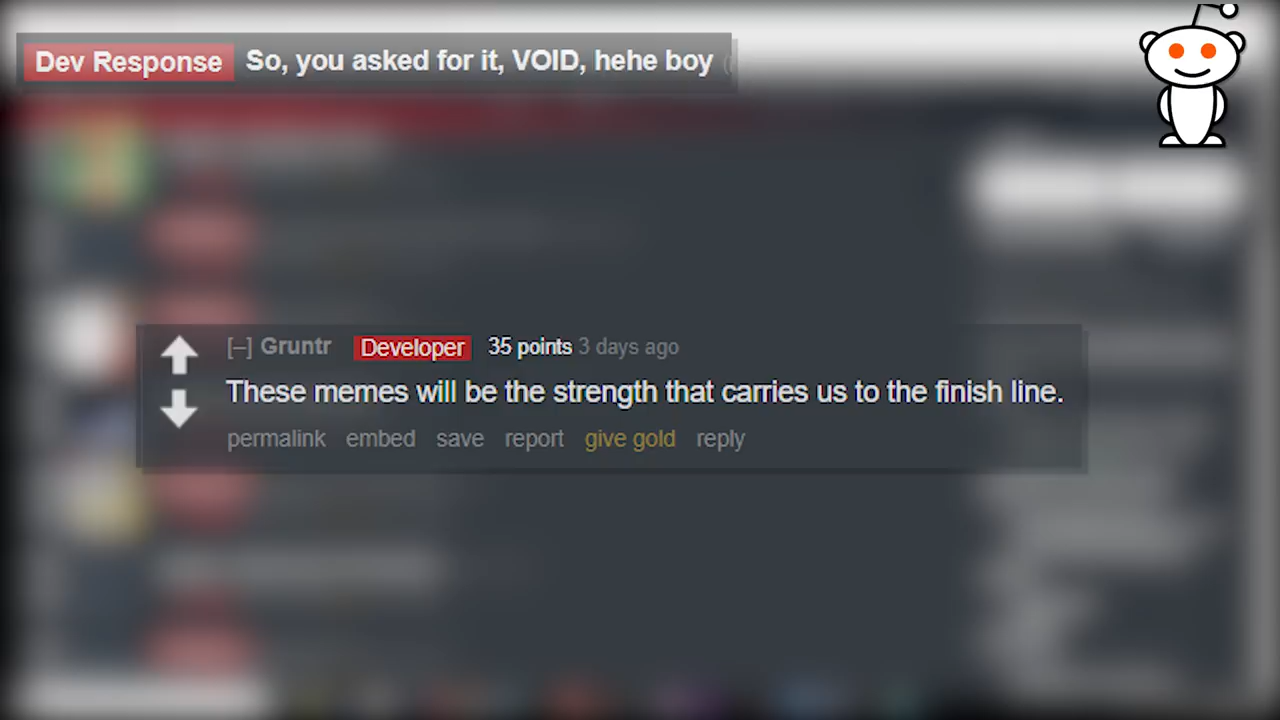 Dev Response So, you asked for it, VOID, hehe boy
[–] Gruntr Developer 35 points 3 days ago
These memes will be the strength that carries us to the finish line.
permalink embed save report give gold reply